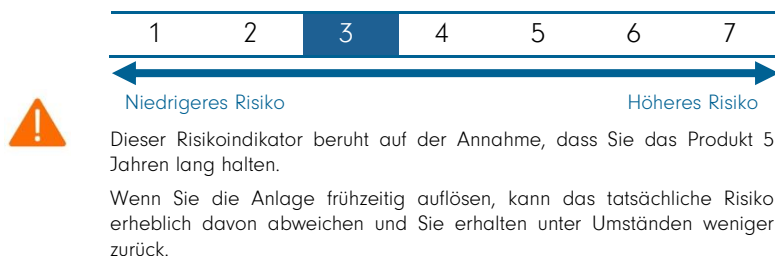 1 2 3 4 5 6 7
Niedrigeres Risiko Höheres Risiko
Dieser Risikoindikator beruht auf der Annahme, dass Sie das Produkt 5
Jahren lang halten.
Wenn Sie die Anlage frühzeitig auflösen, kann das tatsächliche Risiko
erheblich davon abweichen und Sie erhalten unter Umständen weniger
zurück.